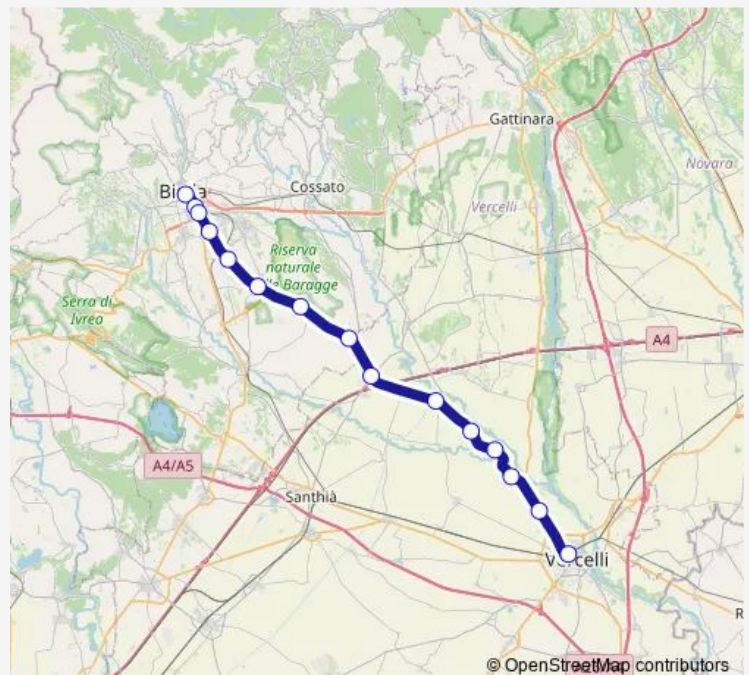 Gattinara
Novara
Cossato
Vercelli
Riserva
naturale
Baragge
Serra di
Ivrea
A4
A4/A5
Santhià
Vercelli
R
© OpenStreetMap contributors